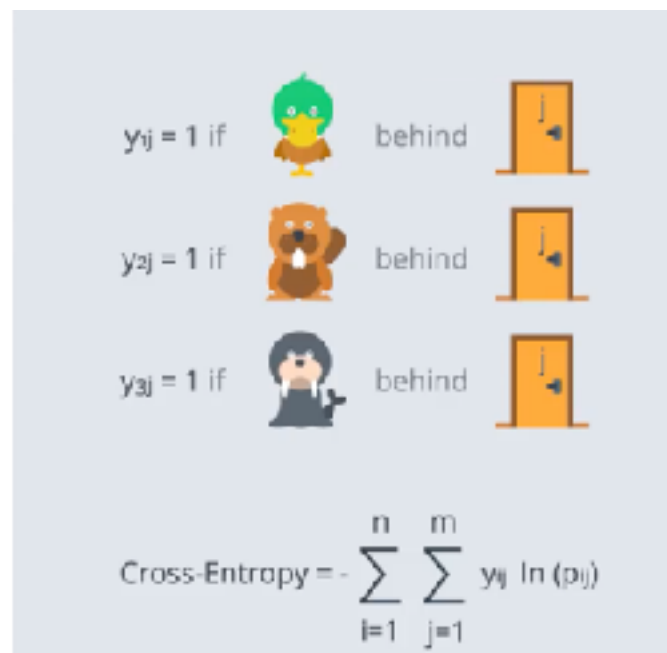 y₁j = 1 if behind j
y₂j = 1 if behind j
y₃j = 1 if behind j
n m
Cross-Entropy = - ∑ ∑ yij ln (pij)
i=1 j=1